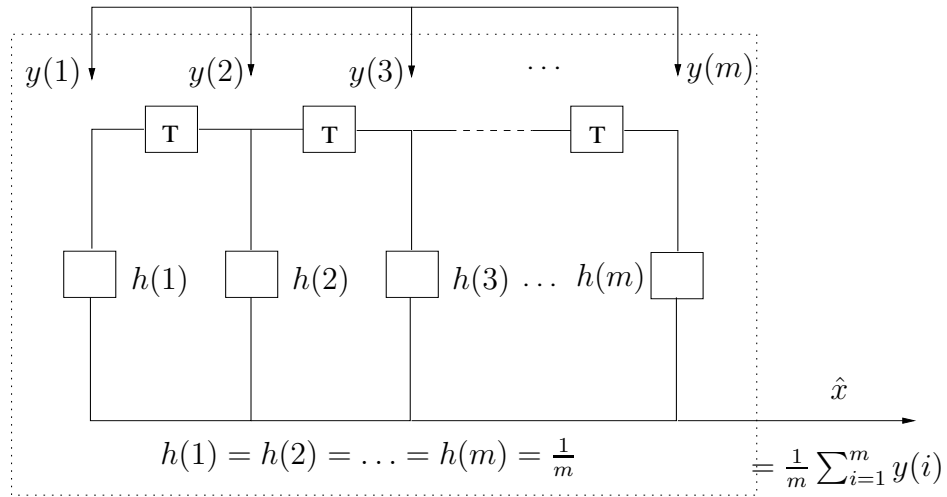 y(1) y(2) y(3) ⋯ y(m)
T T T
h(1) h(2) h(3) … h(m)
x̂
h(1) = h(2) = … = h(m) = 1/m
= 1/m ∑_{i=1}^{m} y(i)